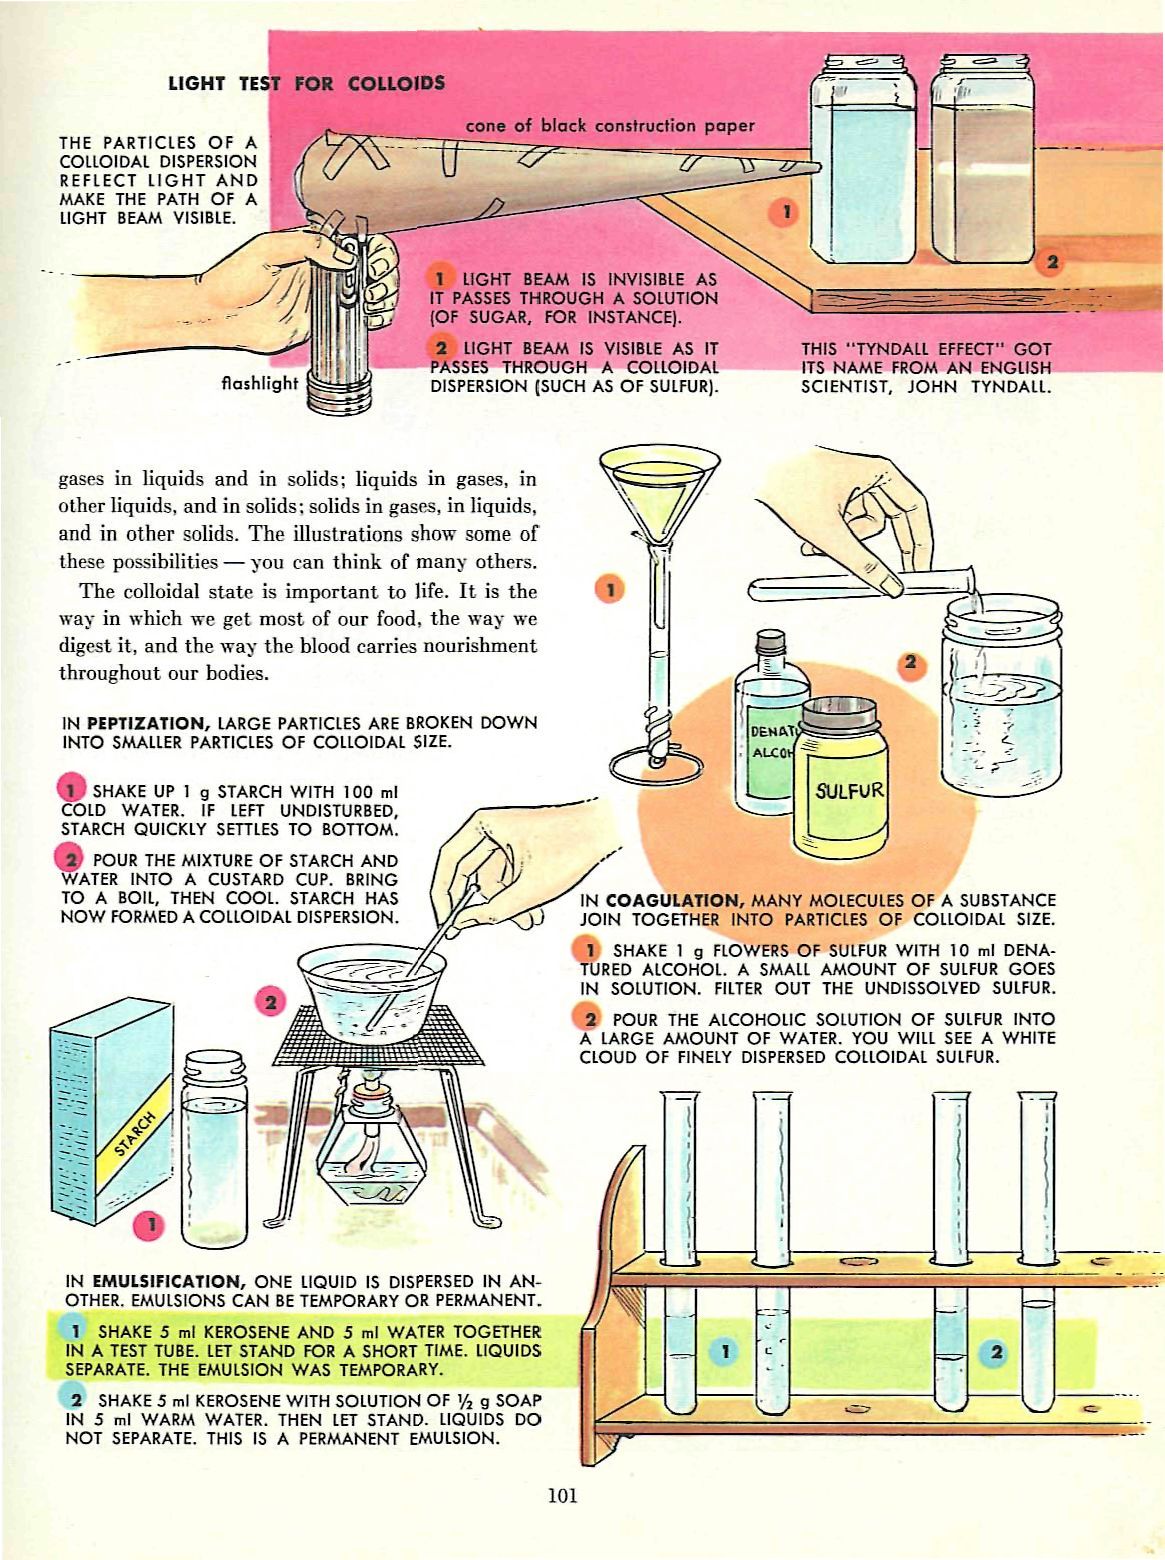 LIGHT TEST FOR COLLOIDS
THE PARTICLES OF A
COLLOIDAL DISPERSION
REFLECT LIGHT AND
MAKE THE PATH OF A
LIGHT BEAM VISIBLE.
cone of black construction paper
1
2
1 LIGHT BEAM IS INVISIBLE AS
IT PASSES THROUGH A SOLUTION
(OF SUGAR, FOR INSTANCE).
2 LIGHT BEAM IS VISIBLE AS IT
PASSES THROUGH A COLLOIDAL
DISPERSION (SUCH AS OF SULFUR).
flashlight
THIS "TYNDALL EFFECT" GOT
ITS NAME FROM AN ENGLISH
SCIENTIST, JOHN TYNDALL.
gases in liquids and in solids; liquids in gases, in
other liquids, and in solids; solids in gases, in liquids,
and in other solids. The illustrations show some of
these possibilities — you can think of many others.
The colloidal state is important to life. It is the
way in which we get most of our food, the way we
digest it, and the way the blood carries nourishment
throughout our bodies.
IN PEPTIZATION, LARGE PARTICLES ARE BROKEN DOWN
INTO SMALLER PARTICLES OF COLLOIDAL SIZE.
1 SHAKE UP 1 g STARCH WITH 100 ml
COLD WATER. IF LEFT UNDISTURBED,
STARCH QUICKLY SETTLES TO BOTTOM.
2 POUR THE MIXTURE OF STARCH AND
WATER INTO A CUSTARD CUP. BRING
TO A BOIL, THEN COOL. STARCH HAS
NOW FORMED A COLLOIDAL DISPERSION.
2
STARCH
1
1
2
DENAT
ALCOH
SULFUR
IN COAGULATION, MANY MOLECULES OF A SUBSTANCE
JOIN TOGETHER INTO PARTICLES OF COLLOIDAL SIZE.
1 SHAKE 1 g FLOWERS OF SULFUR WITH 10 ml DENA-
TURED ALCOHOL. A SMALL AMOUNT OF SULFUR GOES
IN SOLUTION. FILTER OUT THE UNDISSOLVED SULFUR.
2 POUR THE ALCOHOLIC SOLUTION OF SULFUR INTO
A LARGE AMOUNT OF WATER. YOU WILL SEE A WHITE
CLOUD OF FINELY DISPERSED COLLOIDAL SULFUR.
IN EMULSIFICATION, ONE LIQUID IS DISPERSED IN AN-
OTHER. EMULSIONS CAN BE TEMPORARY OR PERMANENT.
1 SHAKE 5 ml KEROSENE AND 5 ml WATER TOGETHER
IN A TEST TUBE. LET STAND FOR A SHORT TIME. LIQUIDS
SEPARATE. THE EMULSION WAS TEMPORARY.
2 SHAKE 5 ml KEROSENE WITH SOLUTION OF ½ g SOAP
IN 5 ml WARM WATER. THEN LET STAND. LIQUIDS DO
NOT SEPARATE. THIS IS A PERMANENT EMULSION.
1
2
101